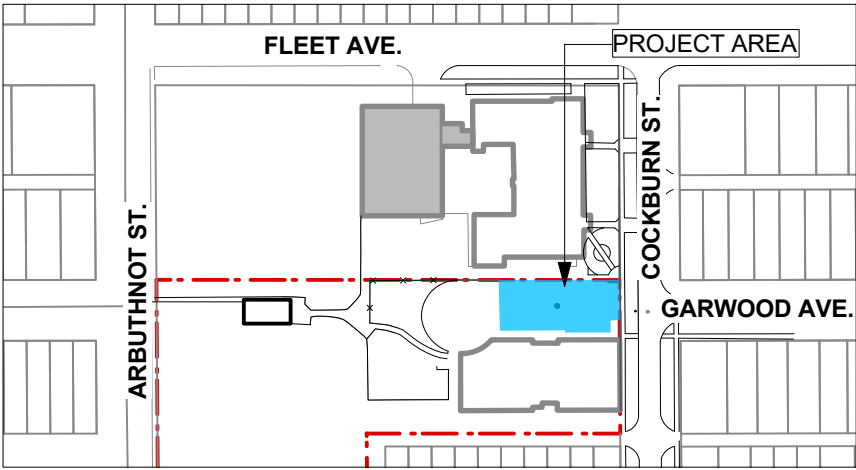 FLEET AVE.
PROJECT AREA
COCKBURN ST.
ARBUTHNOT ST.
GARWOOD AVE.